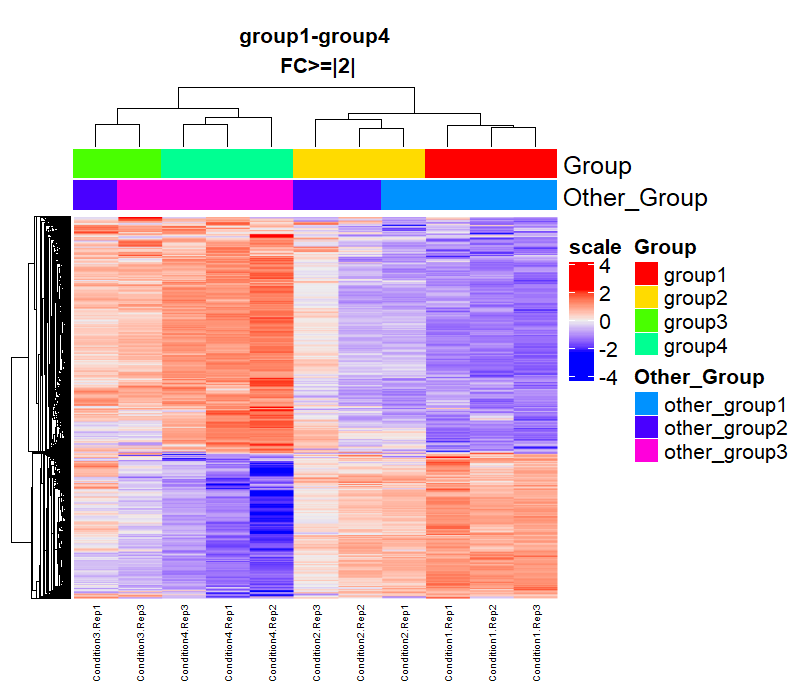 group1-group4
FC>=|2|
Group
Other_Group
scale
4
2
0
-2
-4
Group
group1
group2
group3
group4
Other_Group
other_group1
other_group2
other_group3
Condition3.Rep1
Condition3.Rep3
Condition4.Rep3
Condition4.Rep1
Condition4.Rep2
Condition2.Rep3
Condition2.Rep2
Condition2.Rep1
Condition1.Rep1
Condition1.Rep2
Condition1.Rep3